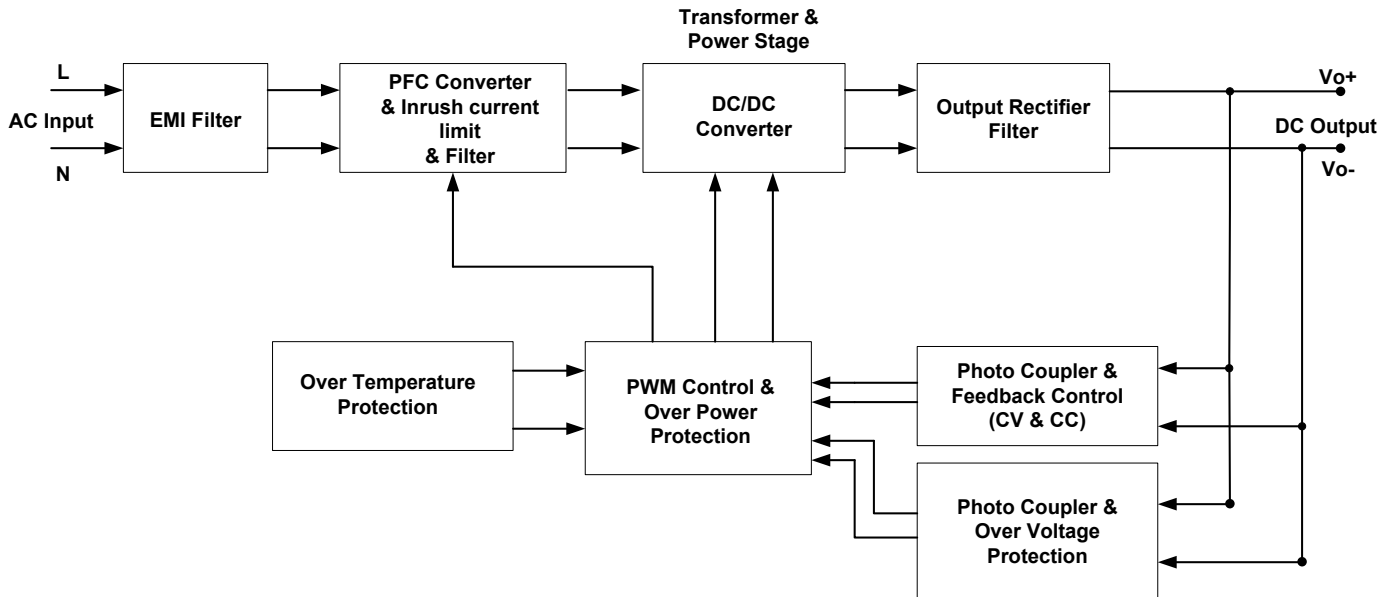 Transformer &
Power Stage
L
AC Input
N
EMI Filter
PFC Converter
& Inrush current
limit
& Filter
DC/DC
Converter
Output Rectifier
Filter
Vo+
DC Output
Vo-
Over Temperature
Protection
PWM Control &
Over Power
Protection
Photo Coupler &
Feedback Control
(CV & CC)
Photo Coupler &
Over Voltage
Protection